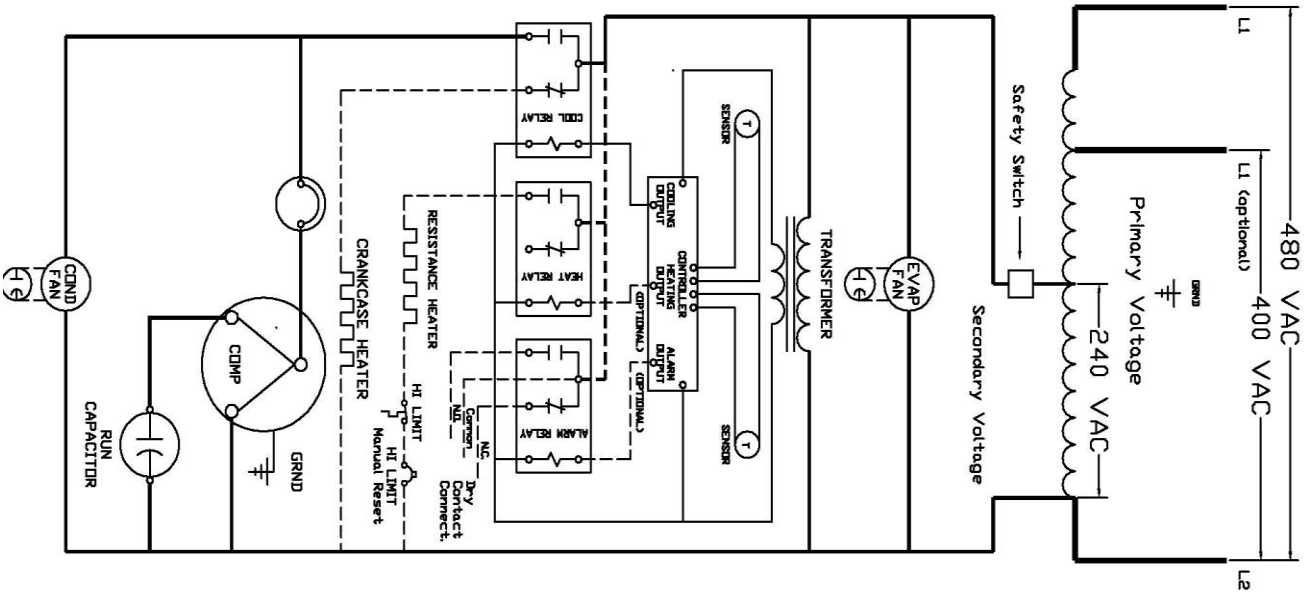 480 VAC
400 VAC
L1
L1 (optional)
GRND
L2
Primary Voltage
240 VAC
Safety Switch
Secondary Voltage
EVAP
FAN
TRANSFORMER
SENSOR
T
SENSOR
T
COOLING
OUTPUT
CONTROLLER
HEATING
OUTPUT
ALARM
OUTPUT
(OPTIONAL)
(OPTIONAL)
COOL RELAY
HEAT RELAY
ALARM RELAY
N.C.
Common
N.O.
Dry
Contact
Connect.
RESISTANCE HEATER
HI LIMIT
HI LIMIT
Manual Reset
CRANKCASE HEATER
COMP
GRND
RUN
CAPACITOR
COND
FAN